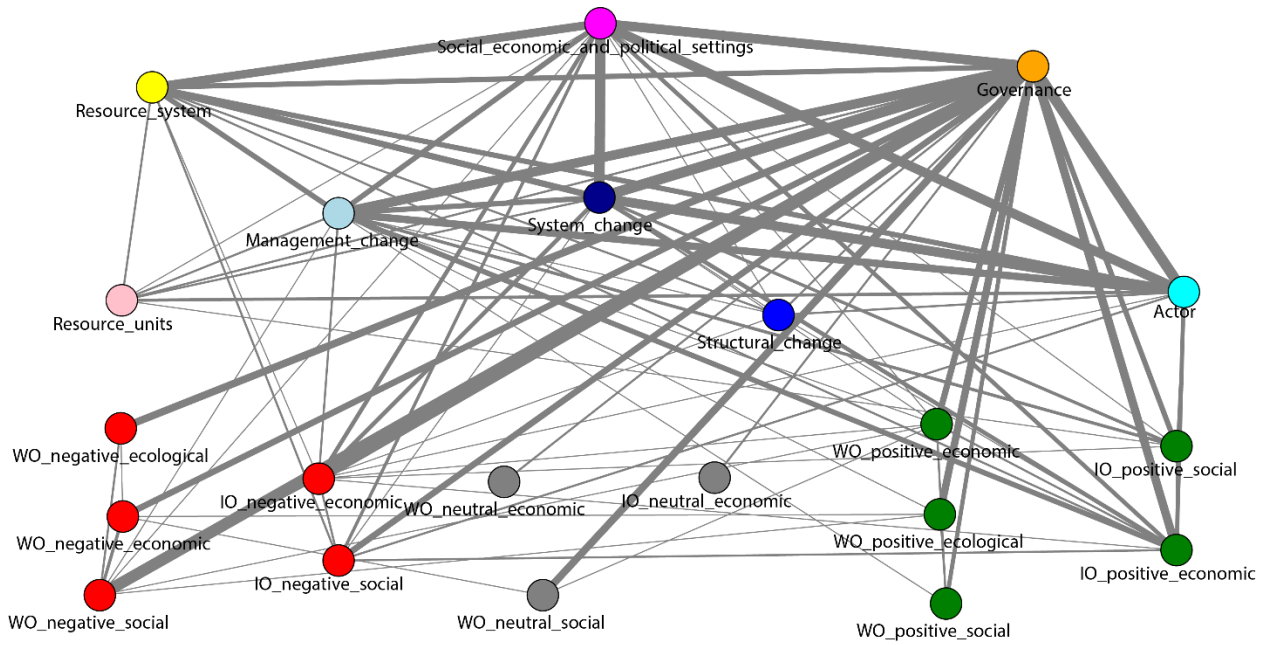 Social_economic_and_political_settings
Governance
Resource_system
System_change
Management_change
Resource_units
Actor
Structural_change
WO_negative_ecological
WO_positive_economic
IO_positive_social
IO_negative_economic
WO_neutral_economic
IO_neutral_economic
WO_negative_economic
WO_positive_ecological
IO_positive_economic
IO_negative_social
WO_negative_social
WO_neutral_social
WO_positive_social